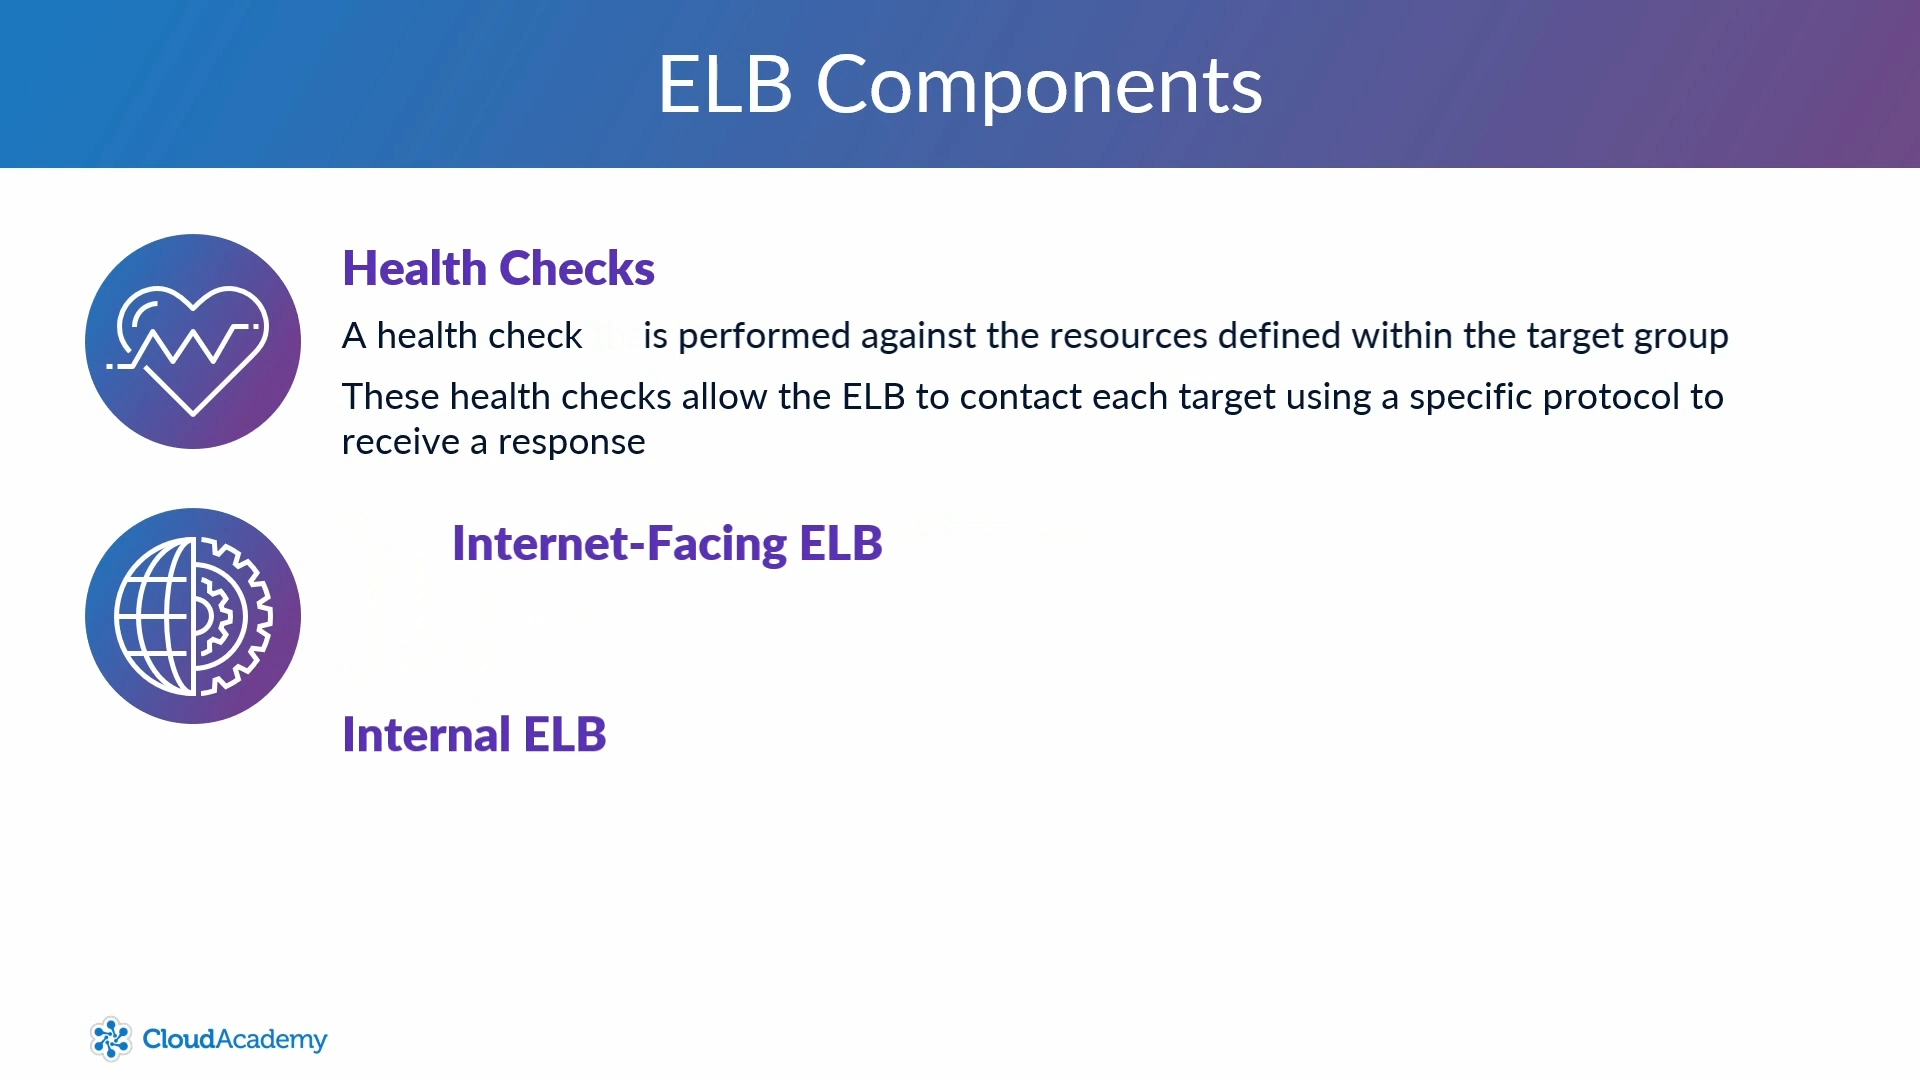 ELB Components
Health Checks
A health check is performed against the resources defined within the target group
These health checks allow the ELB to contact each target using a specific protocol to
receive a response
Internet-Facing ELB
Internal ELB
CloudAcademy